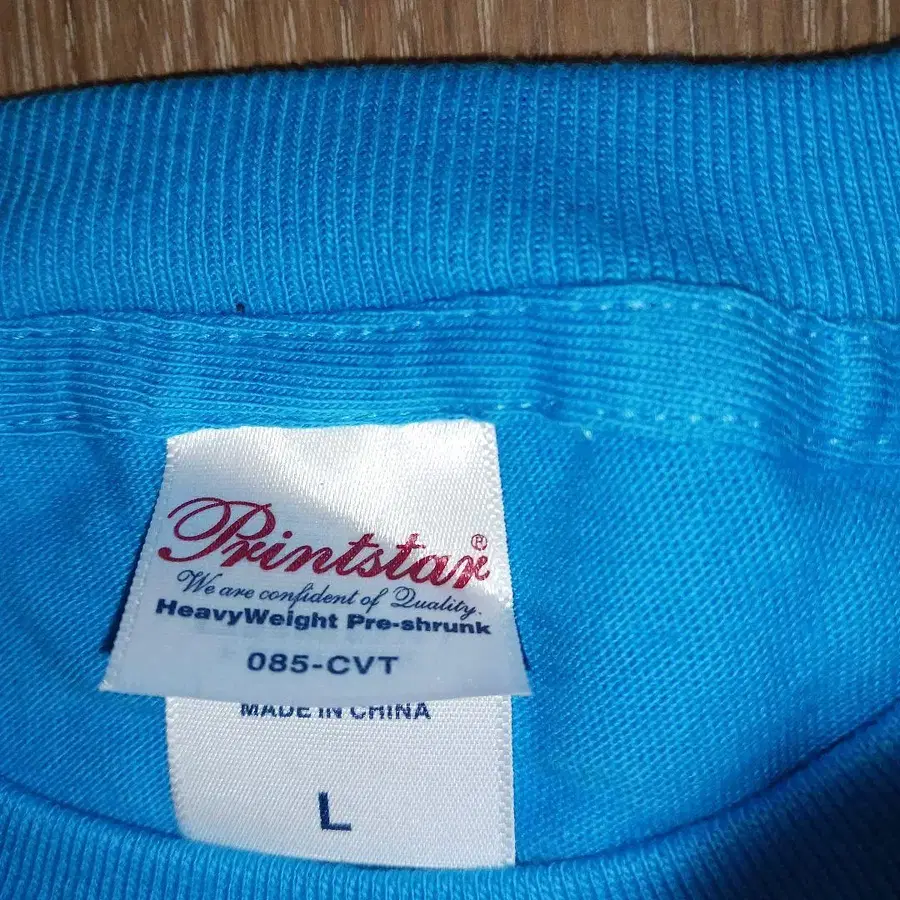 Printstar®
We are confident of Quality.
HeavyWeight Pre-shrunk
085-CVT
MADE IN CHINA
L